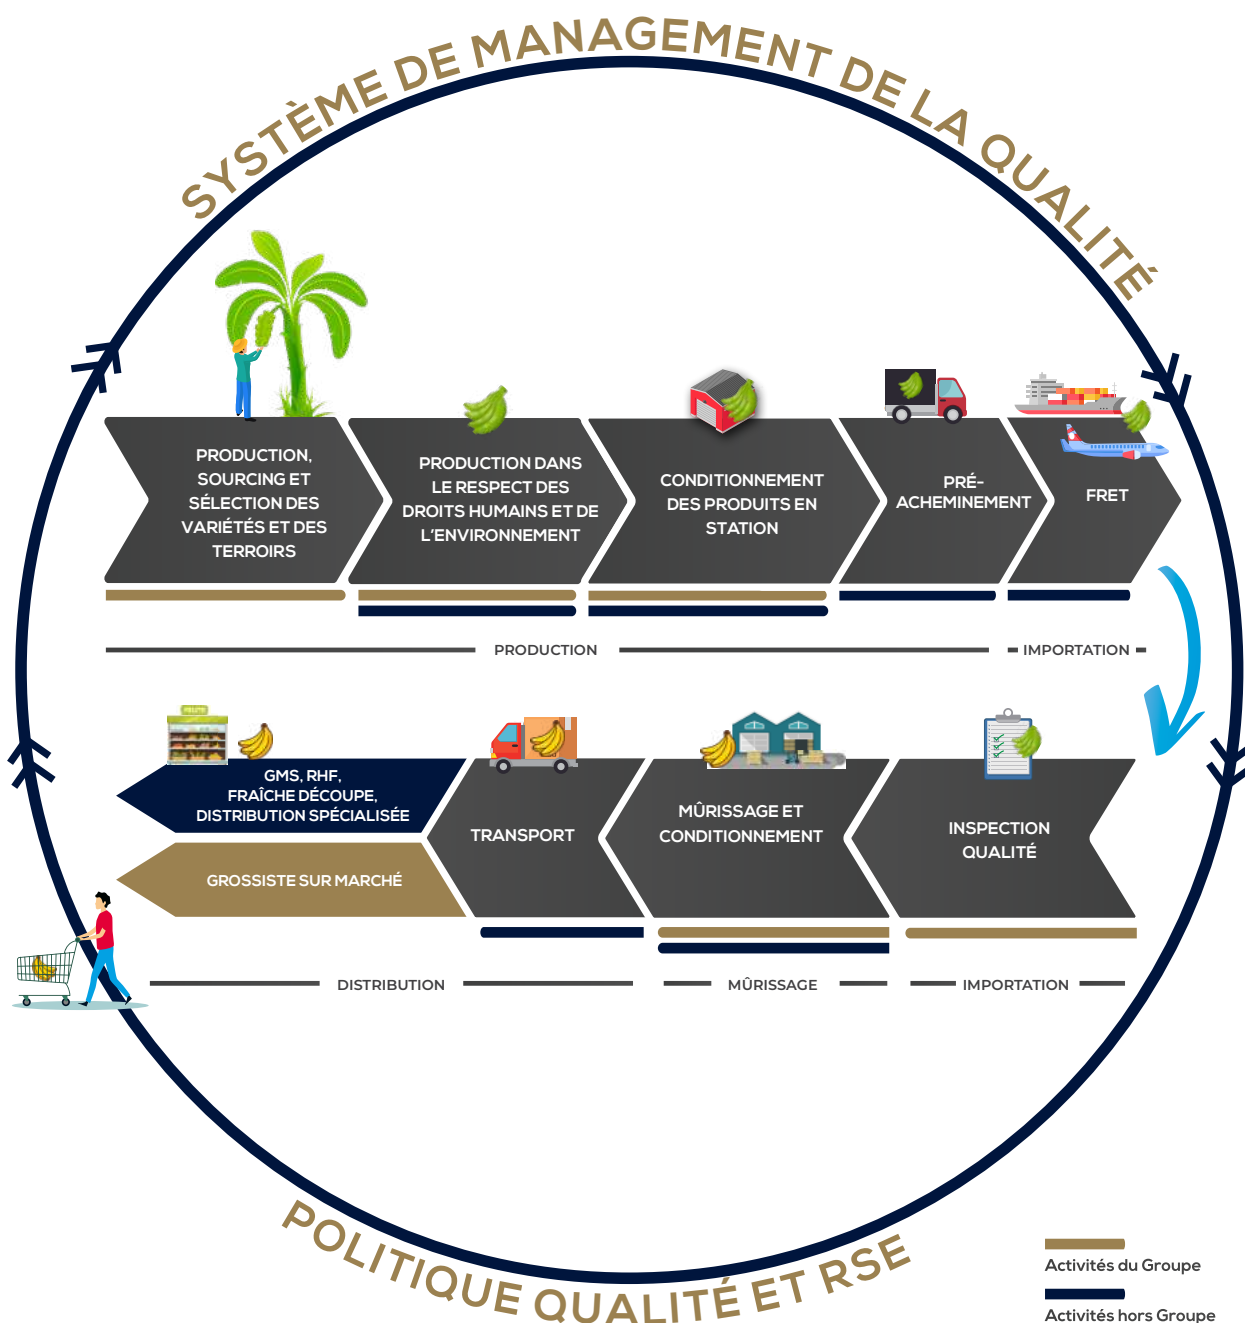 SYSTÈME DE MANAGEMENT DE LA QUALITÉ
PRODUCTION,
SOURCING ET
SÉLECTION DES
VARIÉTÉS ET DES
TERROIRS
PRODUCTION DANS
LE RESPECT DES
DROITS HUMAINS ET DE
L'ENVIRONNEMENT
CONDITIONNEMENT
DES PRODUITS EN
STATION
PRÉ-
ACHEMINEMENT
FRET
PRODUCTION
IMPORTATION
GMS, RHF,
FRAÎCHE DÉCOUPE,
DISTRIBUTION SPÉCIALISÉE
GROSSISTE SUR MARCHÉ
TRANSPORT
MÛRISSAGE ET
CONDITIONNEMENT
INSPECTION
QUALITÉ
DISTRIBUTION
MÛRISSAGE
IMPORTATION
POLITIQUE QUALITÉ ET RSE
Activités du Groupe
Activités hors Groupe